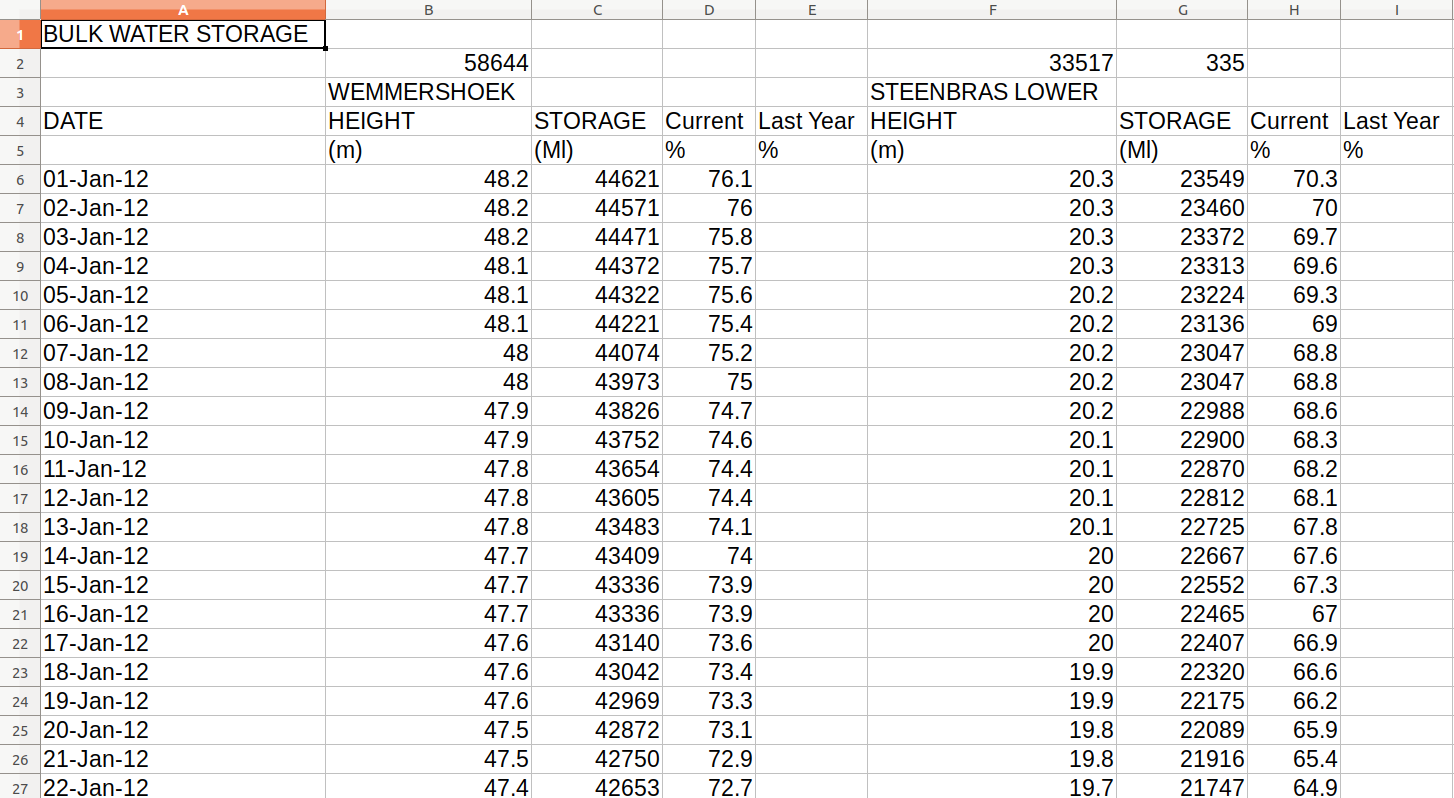 A B C D E F G H I
1 BULK WATER STORAGE
2 58644 33517 335
3 WEMMERSHOEK STEENBRAS LOWER
4 DATE HEIGHT STORAGE Current Last Year HEIGHT STORAGE Current Last Year
5 (m) (Ml) % % (m) (Ml) % %
6 01-Jan-12 48.2 44621 76.1 20.3 23549 70.3
7 02-Jan-12 48.2 44571 76 20.3 23460 70
8 03-Jan-12 48.2 44471 75.8 20.3 23372 69.7
9 04-Jan-12 48.1 44372 75.7 20.3 23313 69.6
10 05-Jan-12 48.1 44322 75.6 20.2 23224 69.3
11 06-Jan-12 48.1 44221 75.4 20.2 23136 69
12 07-Jan-12 48 44074 75.2 20.2 23047 68.8
13 08-Jan-12 48 43973 75 20.2 23047 68.8
14 09-Jan-12 47.9 43826 74.7 20.2 22988 68.6
15 10-Jan-12 47.9 43752 74.6 20.1 22900 68.3
16 11-Jan-12 47.8 43654 74.4 20.1 22870 68.2
17 12-Jan-12 47.8 43605 74.4 20.1 22812 68.1
18 13-Jan-12 47.8 43483 74.1 20.1 22725 67.8
19 14-Jan-12 47.7 43409 74 20 22667 67.6
20 15-Jan-12 47.7 43336 73.9 20 22552 67.3
21 16-Jan-12 47.7 43336 73.9 20 22465 67
22 17-Jan-12 47.6 43140 73.6 20 22407 66.9
23 18-Jan-12 47.6 43042 73.4 19.9 22320 66.6
24 19-Jan-12 47.6 42969 73.3 19.9 22175 66.2
25 20-Jan-12 47.5 42872 73.1 19.8 22089 65.9
26 21-Jan-12 47.5 42750 72.9 19.8 21916 65.4
27 22-Jan-12 47.4 42653 72.7 19.7 21747 64.9